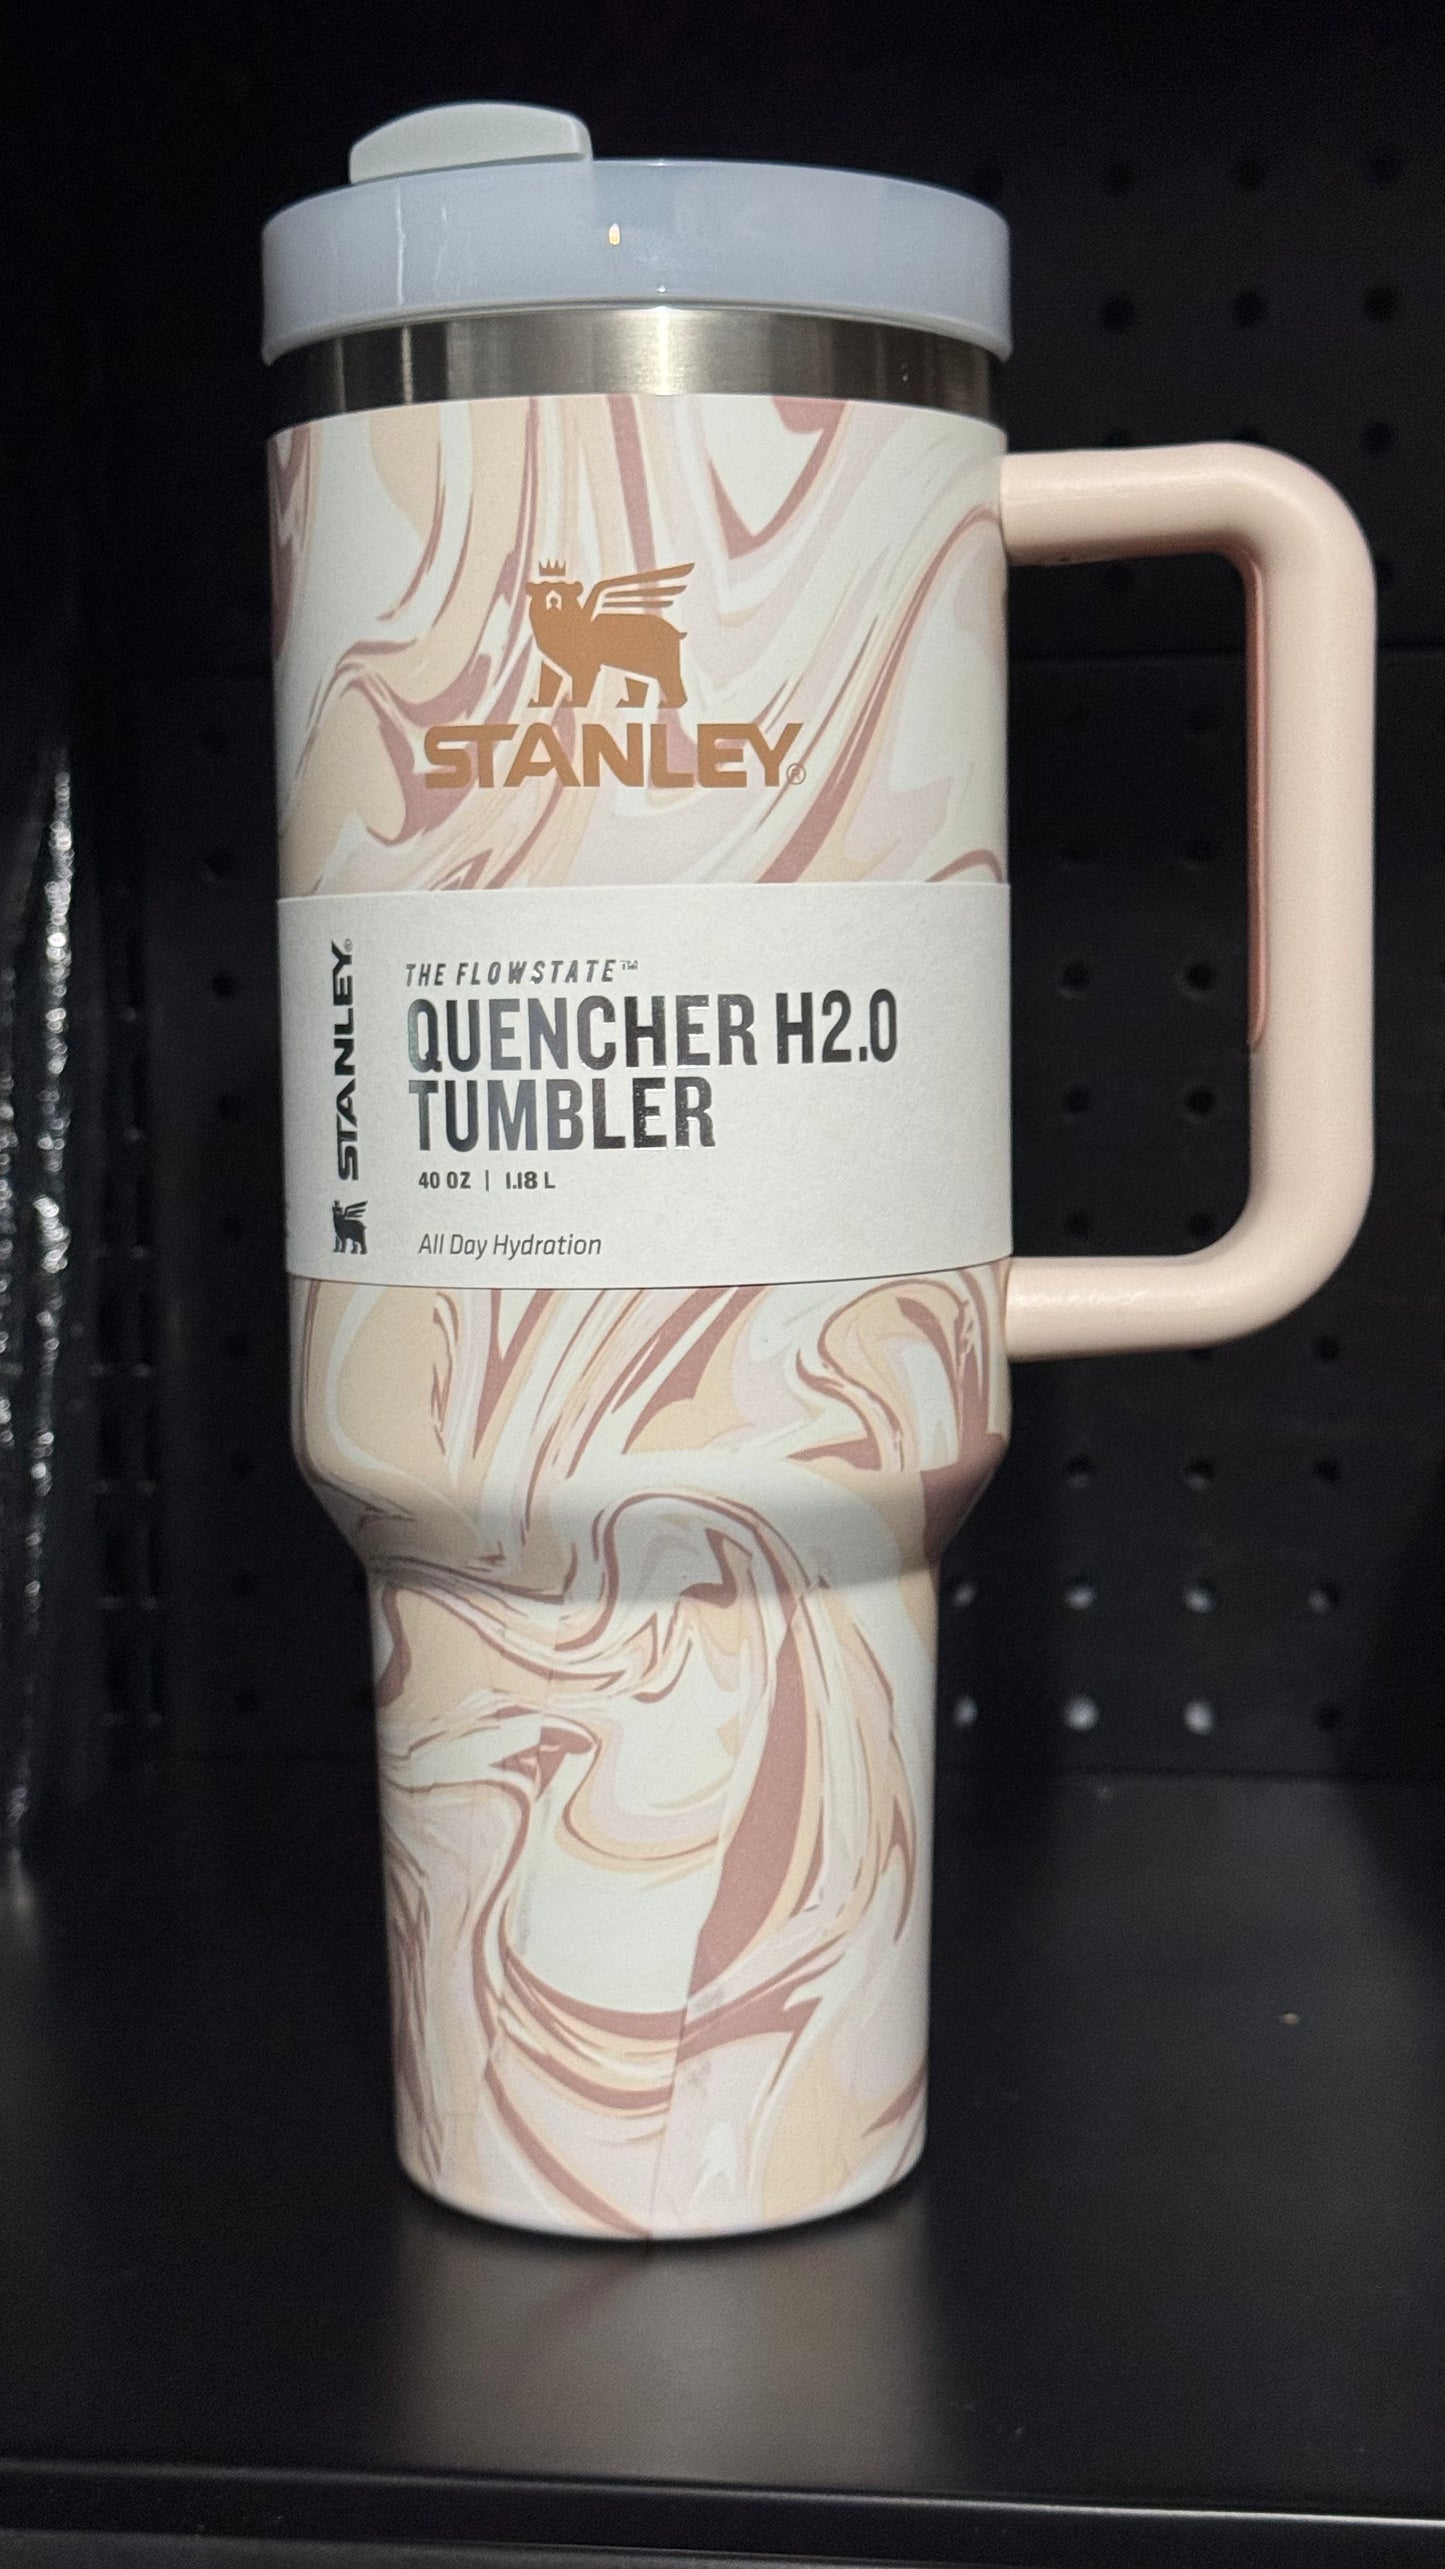 STANLEY®
STANLEY®
THE FLOWSTATE™
QUENCHER H2.0
TUMBLER
40 OZ | 1.18 L
All Day Hydration